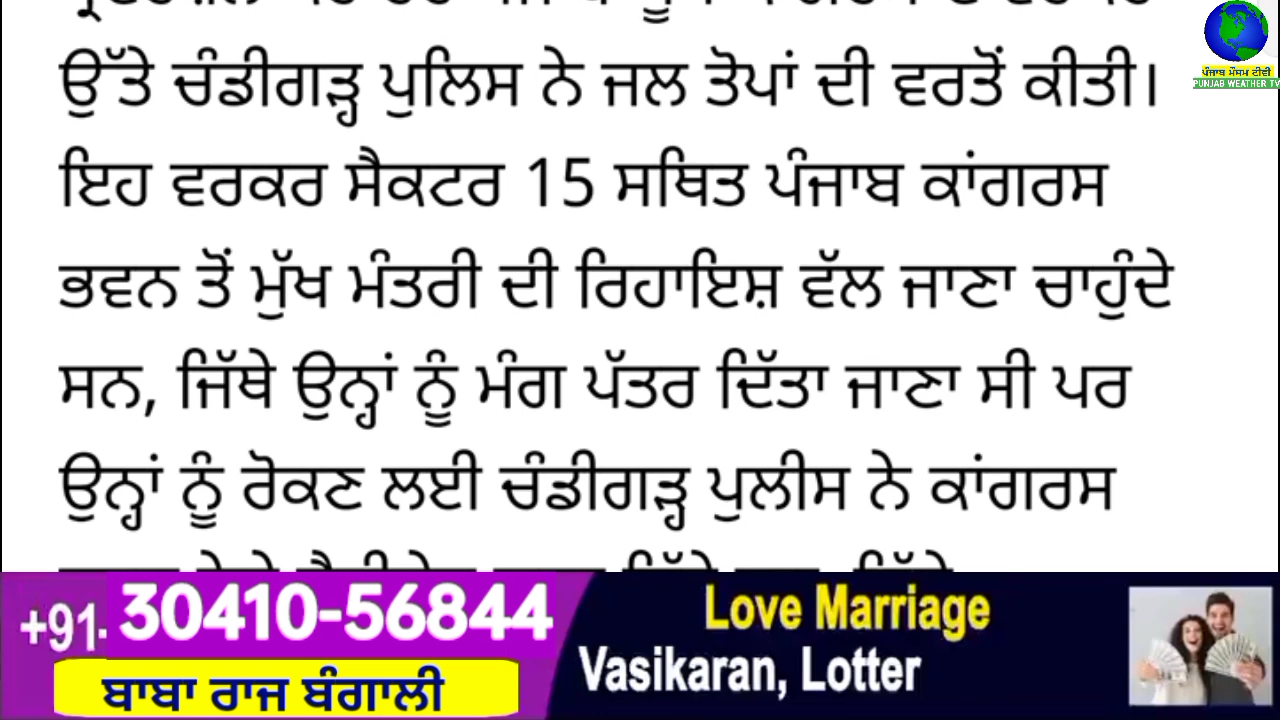 ਉੱਤੇ ਚੰਡੀਗੜ੍ਹ ਪੁਲਿਸ ਨੇ ਜਲ ਤੋਪਾਂ ਦੀ ਵਰਤੋਂ ਕੀਤੀ।
ਇਹ ਵਰਕਰ ਸੈਕਟਰ 15 ਸਥਿਤ ਪੰਜਾਬ ਕਾਂਗਰਸ
ਭਵਨ ਤੋਂ ਮੁੱਖ ਮੰਤਰੀ ਦੀ ਰਿਹਾਇਸ਼ ਵੱਲ ਜਾਣਾ ਚਾਹੁੰਦੇ
ਸਨ, ਜਿੱਥੇ ਉਨ੍ਹਾਂ ਨੂੰ ਮੰਗ ਪੱਤਰ ਦਿੱਤਾ ਜਾਣਾ ਸੀ ਪਰ
ਉਨ੍ਹਾਂ ਨੂੰ ਰੋਕਣ ਲਈ ਚੰਡੀਗੜ੍ਹ ਪੁਲੀਸ ਨੇ ਕਾਂਗਰਸ
ਪੰਜਾਬ ਮੌਸਮ ਟੀਵੀ
PUNJAB WEATHER TV
+91- 30410-56844
ਬਾਬਾ ਰਾਜ ਬੰਗਾਲੀ
Love Marriage
Vasikaran, Lotter